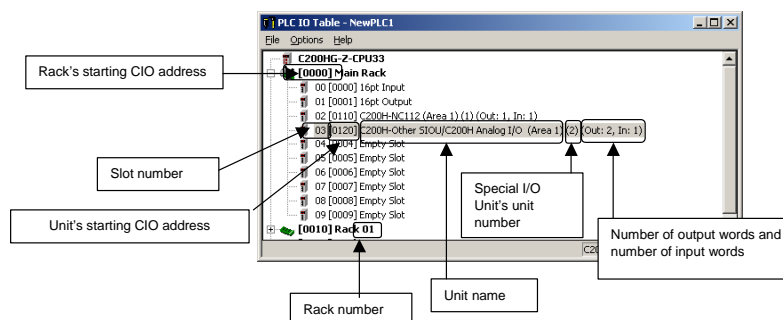 PLC IO Table - NewPLC1
File Options Help
C200HG-Z-CPU33
[0000] Main Rack
00 [0000] 16pt Input
01 [0001] 16pt Output
02 [0110] C200H-NC112 (Area 1) (1) (Out: 1, In: 1)
03 [0120] C200H-Other SIOU/C200H Analog I/O (Area 1) (2) (Out: 2, In: 1)
04 [0004] Empty Slot
05 [0005] Empty Slot
06 [0006] Empty Slot
07 [0007] Empty Slot
08 [0008] Empty Slot
09 [0009] Empty Slot
[0010] Rack 01
Rack's starting CIO address
Slot number
Unit's starting CIO address
Rack number
Unit name
Special I/O
Unit's unit
number
Number of output words and
number of input words